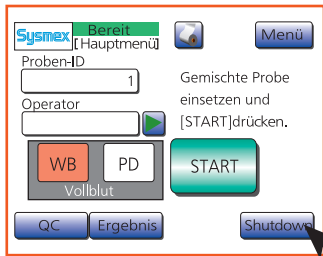 Sysmex
Bereit
[Hauptmenü]
Menü
Proben-ID
1
Operator
Gemischte Probe
einsetzen und
[START]drücken.
WB
PD
Vollblut
START
QC
Ergebnis
Shutdown